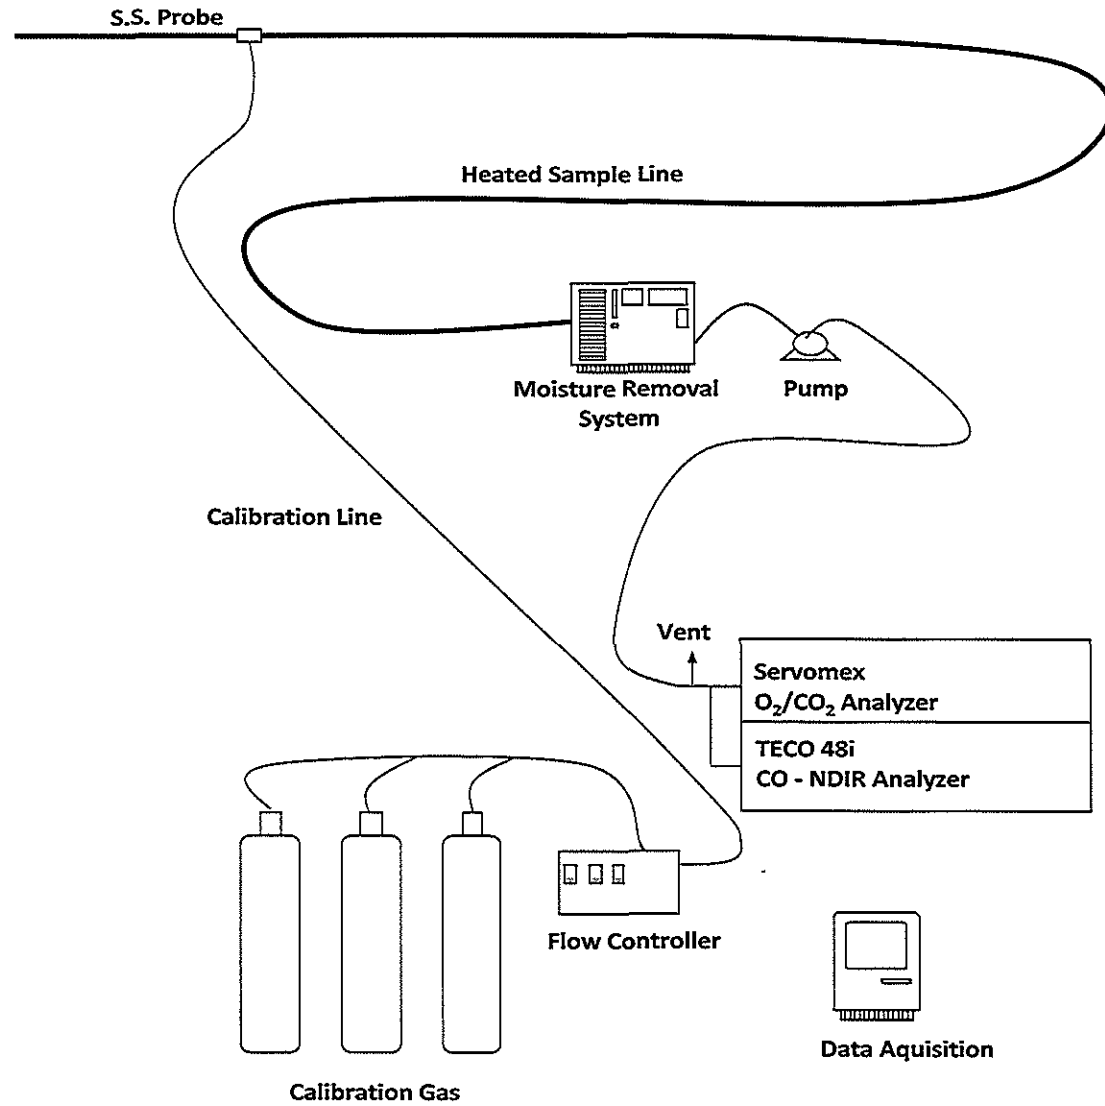 S.S. Probe
Heated Sample Line
Moisture Removal
System
Pump
Calibration Line
Vent
Servomex
O₂/CO₂ Analyzer
TECO 48i
CO - NDIR Analyzer
Flow Controller
Data Aquisition
Calibration Gas